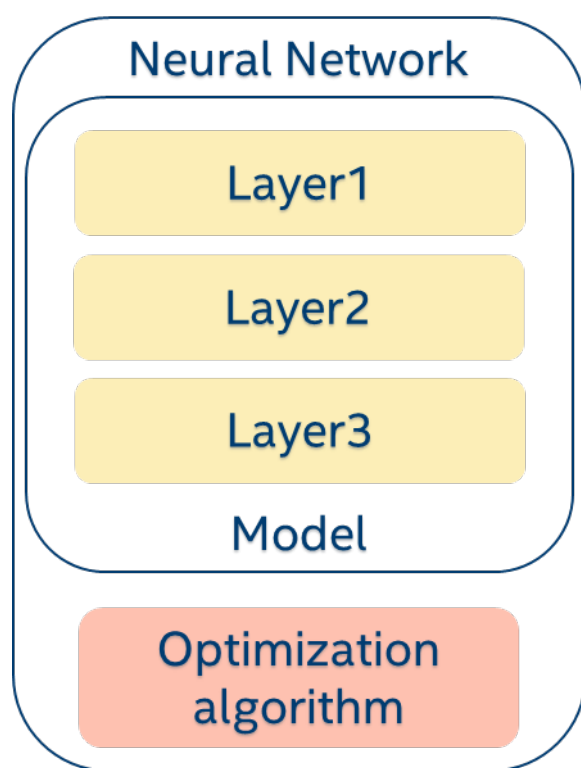 Neural Network
Layer1
Layer2
Layer3
Model
Optimization
algorithm